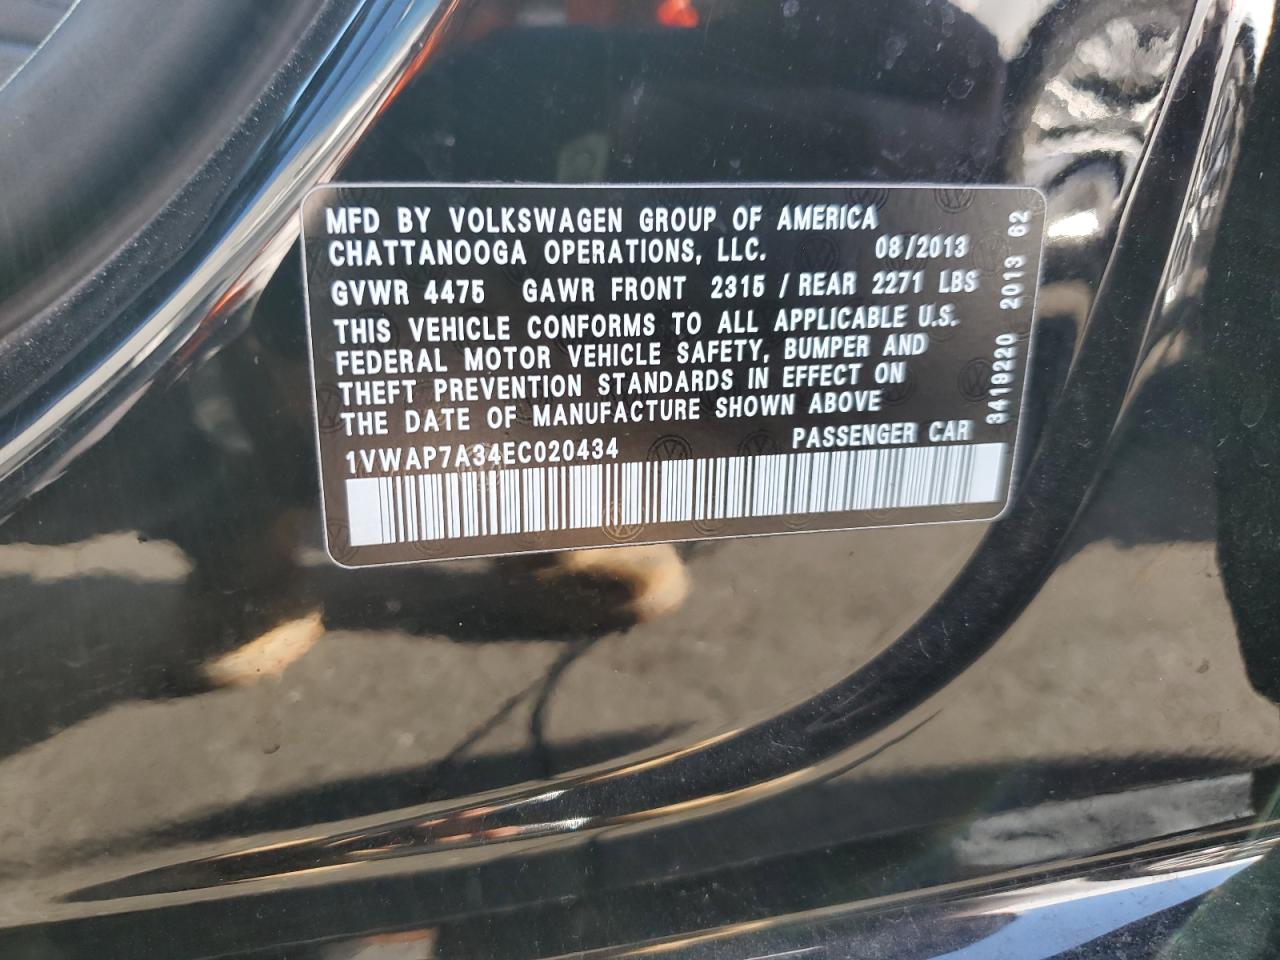 MFD BY VOLKSWAGEN GROUP OF AMERICA
CHATTANOOGA OPERATIONS, LLC. 08/2013
GVWR 4475 GAWR FRONT 2315 / REAR 2271 LBS
THIS VEHICLE CONFORMS TO ALL APPLICABLE U.S.
FEDERAL MOTOR VEHICLE SAFETY, BUMPER AND
THEFT PREVENTION STANDARDS IN EFFECT ON
THE DATE OF MANUFACTURE SHOWN ABOVE
1VWAP7A34EC020434 PASSENGER CAR
3419220 2013 62